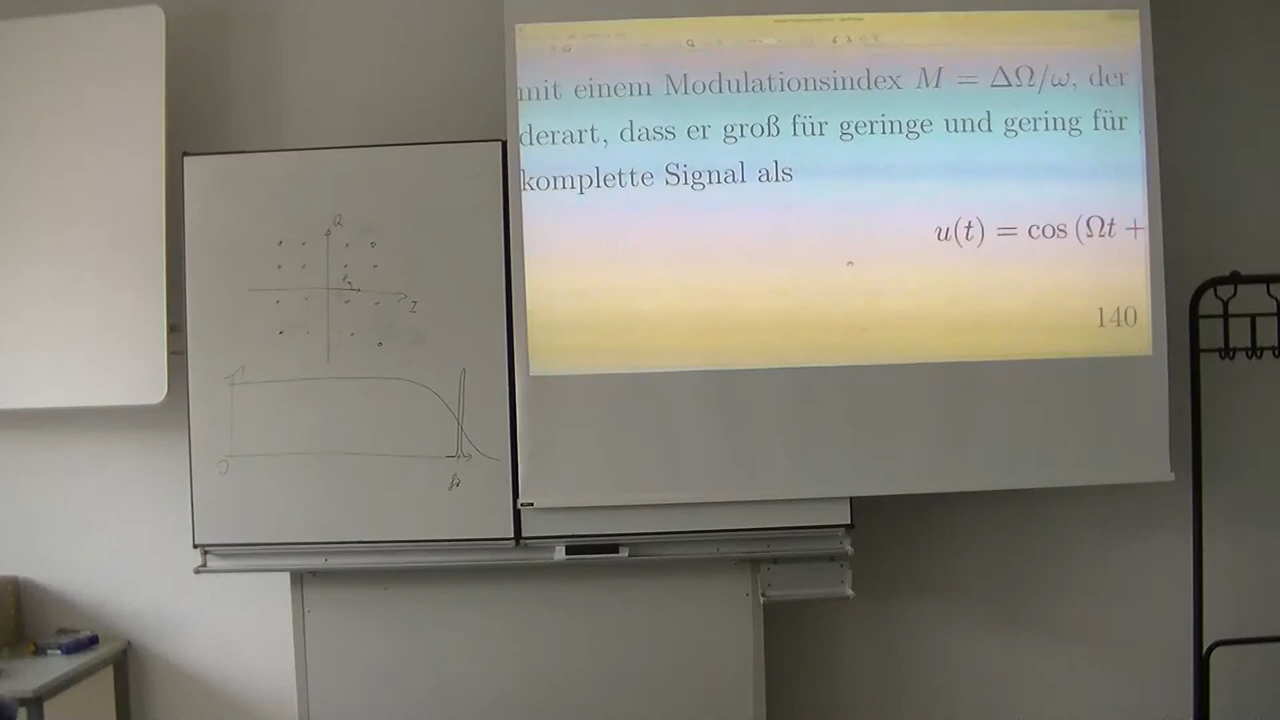 Q
I
0
mit einem Modulationsindex M = ΔΩ/ω, der
derart, dass er groß für geringe und gering für
komplette Signal als
u(t) = cos (Ωt +
140